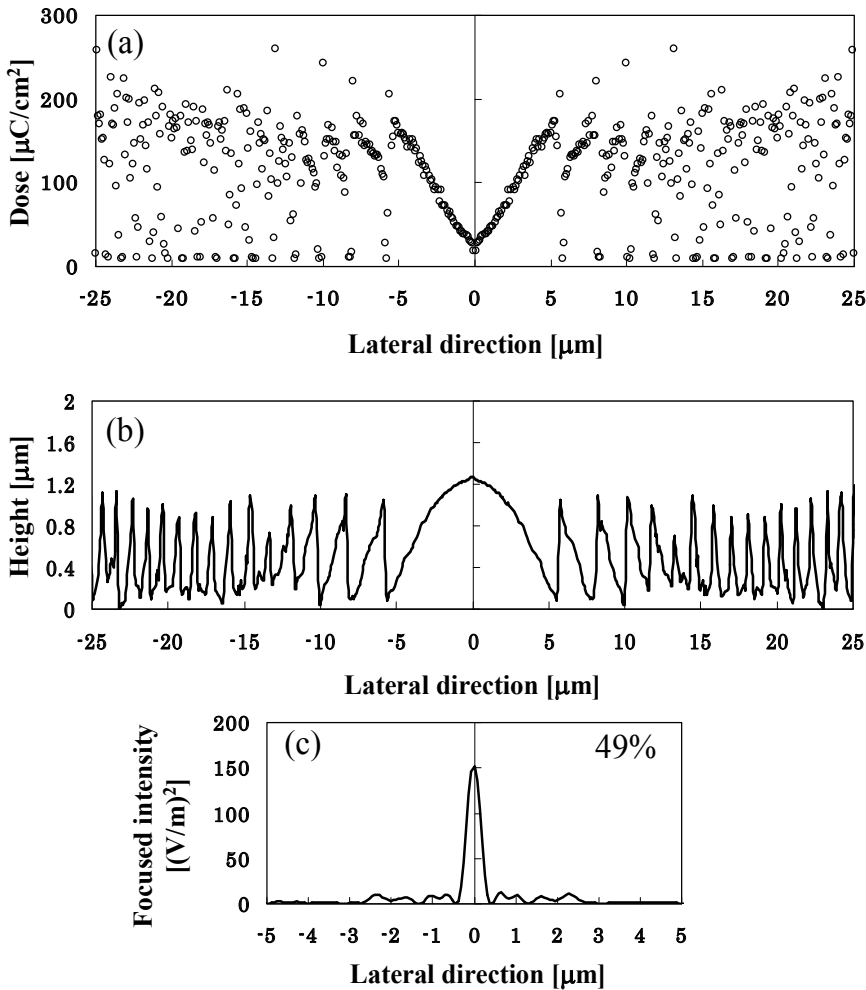 (a)
300
200
100
0
Dose [μC/cm²]
-25 -20 -15 -10 -5 0 5 10 15 20 25
Lateral direction [μm]
(b)
2
1.6
1.2
0.8
0.4
0
Height [μm]
-25 -20 -15 -10 -5 0 5 10 15 20 25
Lateral direction [μm]
(c)
49%
200
150
100
50
0
Focused intensity
[(V/m)²]
-5 -4 -3 -2 -1 0 1 2 3 4 5
Lateral direction [μm]